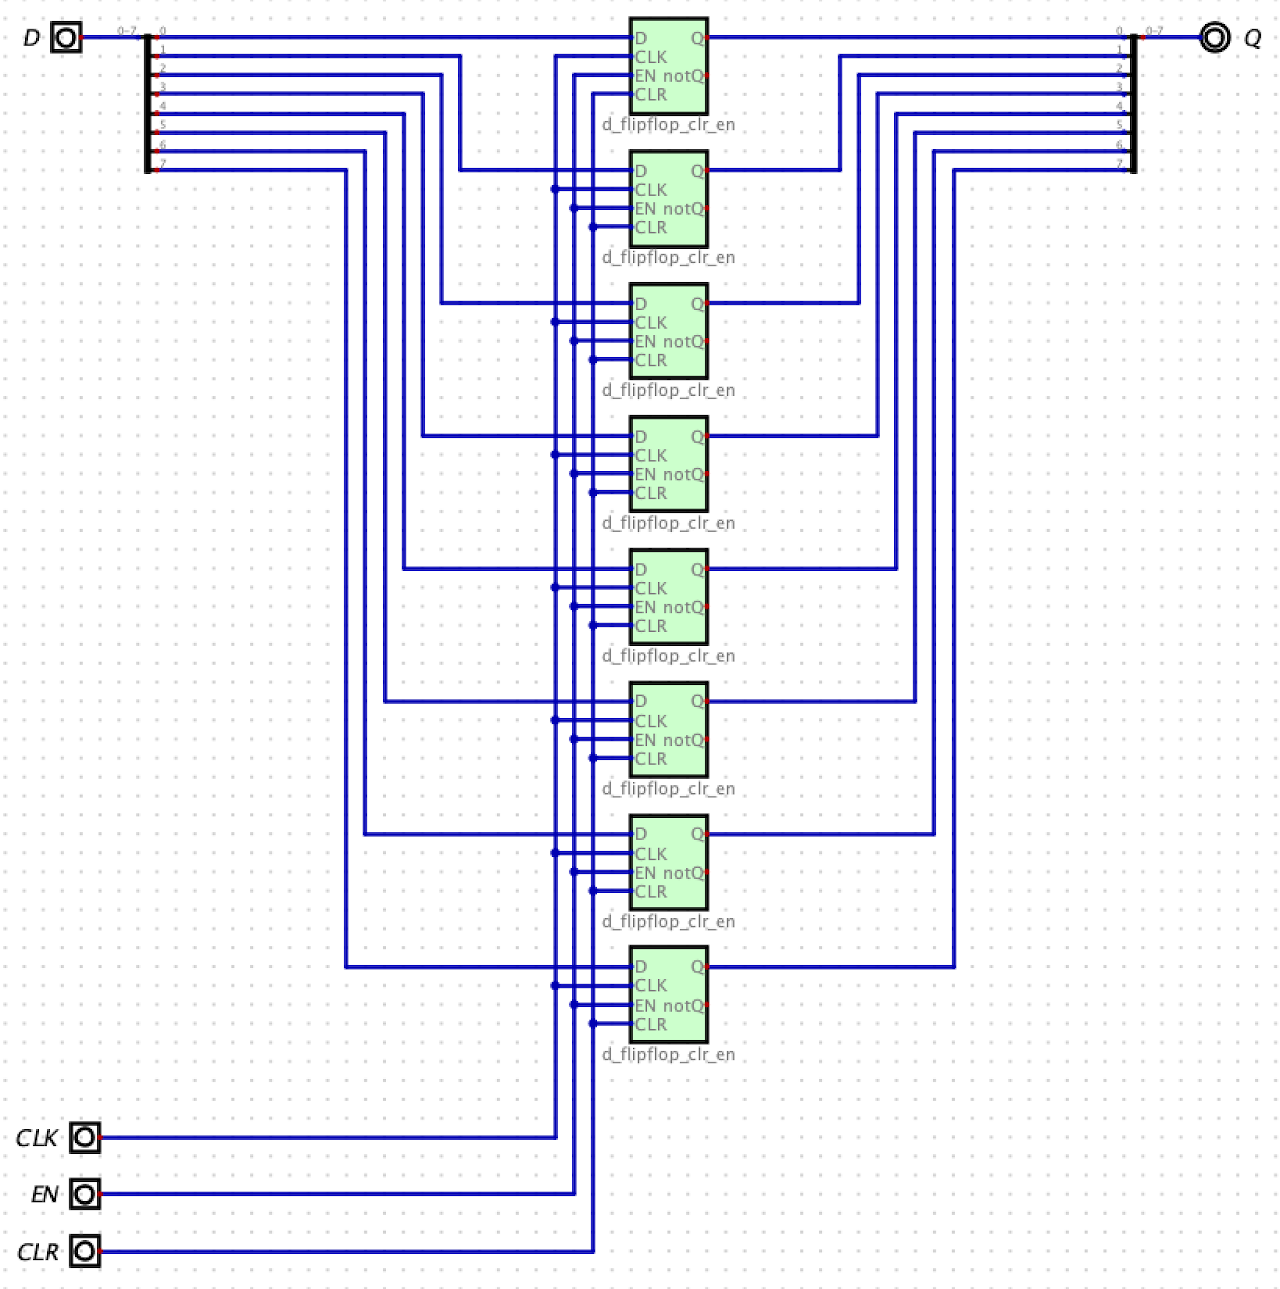 D 0-7 0 D Q 0 0-7 Q
1 CLK 1
2 EN notQ 2
3 CLR 3
4 d_flipflop_clr_en 4
5 5
6 6
7 D Q 7
CLK
EN notQ
CLR
d_flipflop_clr_en
D Q
CLK
EN notQ
CLR
d_flipflop_clr_en
D Q
CLK
EN notQ
CLR
d_flipflop_clr_en
D Q
CLK
EN notQ
CLR
d_flipflop_clr_en
D Q
CLK
EN notQ
CLR
d_flipflop_clr_en
D Q
CLK
EN notQ
CLR
d_flipflop_clr_en
D Q
CLK
EN notQ
CLR
d_flipflop_clr_en
CLK
EN
CLR